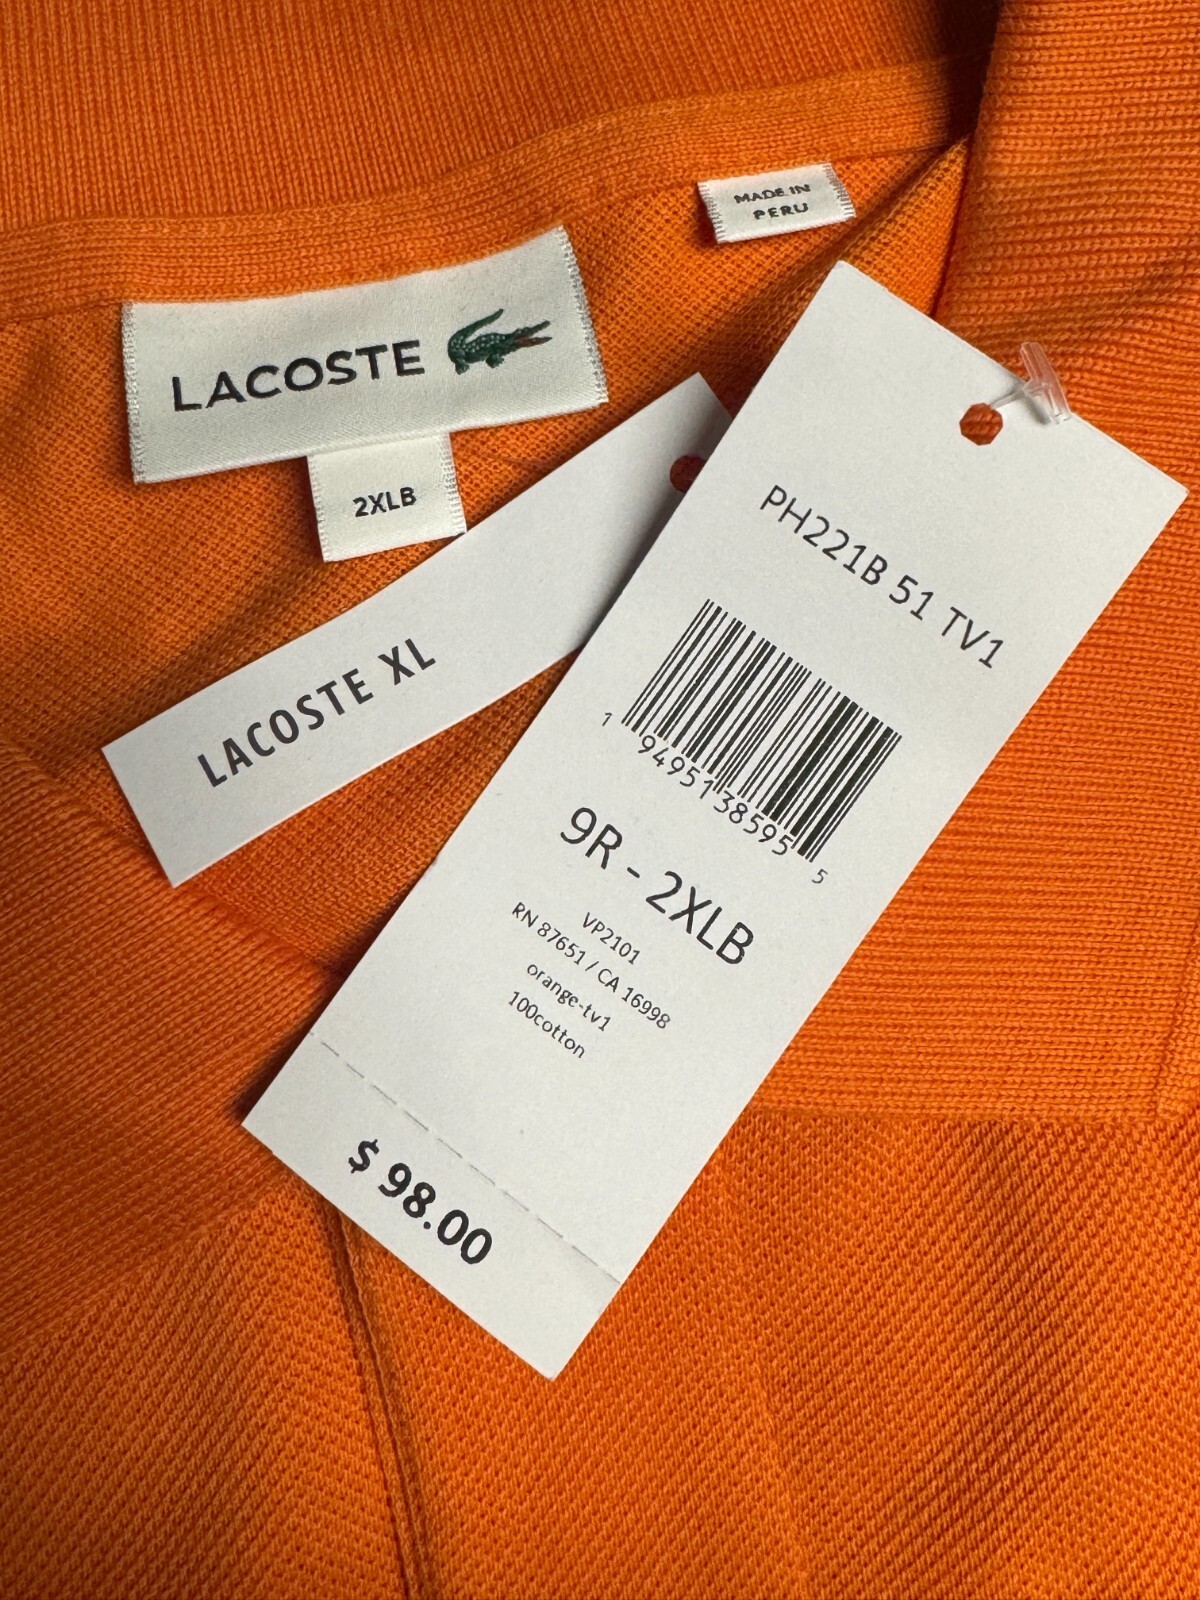 MADE IN
PERU
LACOSTE
2XLB
LACOSTE XL
PH221B 51 TV1
1 94951 38595 5
9R - 2XLB
VP2101
RN 87651 / CA 16998
orange-tv1
100cotton
$ 98.00